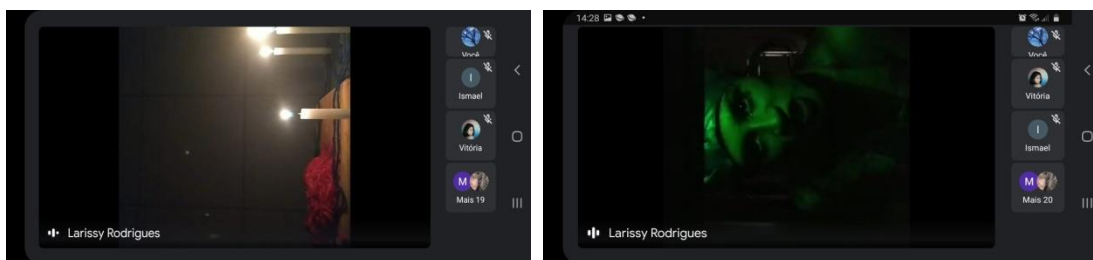 Você
I
Ismael
Vitória
M
Mais 19
Larissy Rodrigues
14:28
Você
Vitória
I
Ismael
M
Mais 20
Larissy Rodrigues